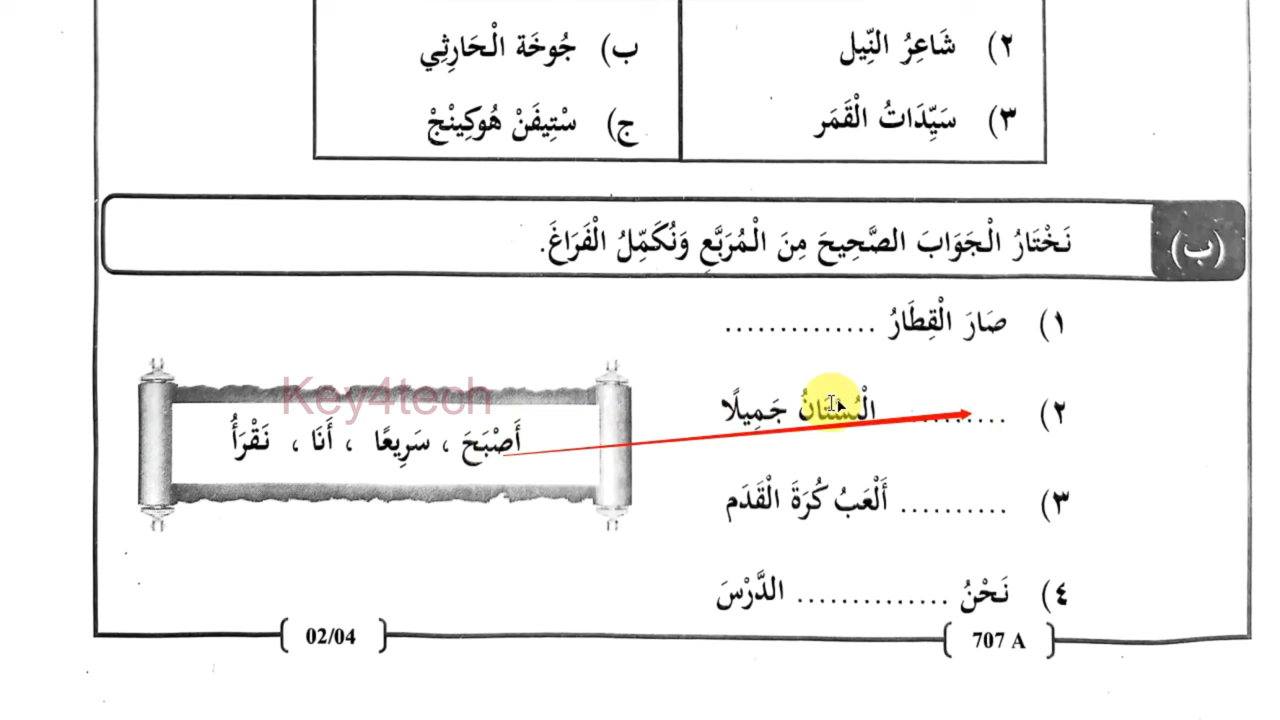 ٢) شَاعِرُ النِّيل
ب) جُوخَة الْحَارِثِي
٣) سَيِّدَاتُ الْقَمَر
ج) سْتِيفَنْ هُوكِينْجْ
(ب) نَخْتَارُ الْجَوَابَ الصَّحِيحَ مِنَ الْمُرَبَّعِ وَنُكَمِّلُ الْفَرَاغَ.
١) صَارَ الْقِطَارُ ..............
٢) .......... الْبُسْتَانُ جَمِيلًا
٣) .......... أَلْعَبُ كُرَةَ الْقَدَم
٤) نَحْنُ .............. الدَّرْسَ
Key4tech
أَصْبَحَ ، سَرِيعًا ، أَنَا ، نَقْرَأُ
02/04
707 A